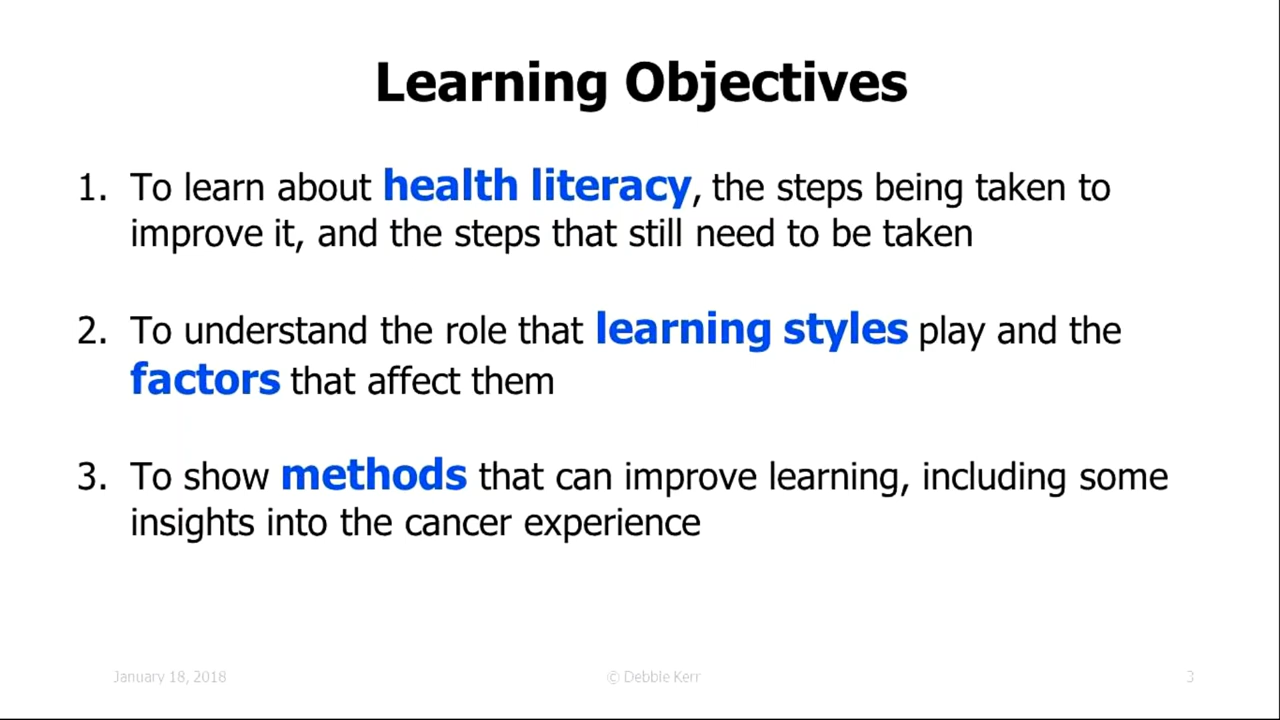 Learning Objectives
1. To learn about health literacy, the steps being taken to
improve it, and the steps that still need to be taken
2. To understand the role that learning styles play and the
factors that affect them
3. To show methods that can improve learning, including some
insights into the cancer experience
January 18, 2018 © Debbie Kerr 3